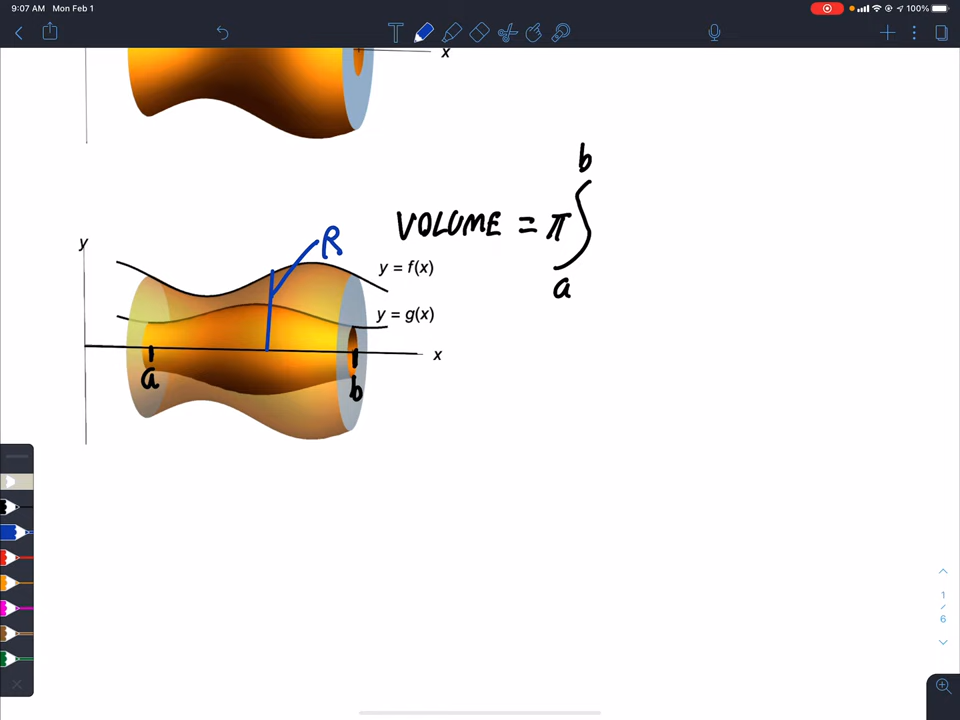 9:07 AM Mon Feb 1
100%
T
x
b
VOLUME = π∫
a
y
R
y = f(x)
y = g(x)
x
a
b
1
/
6